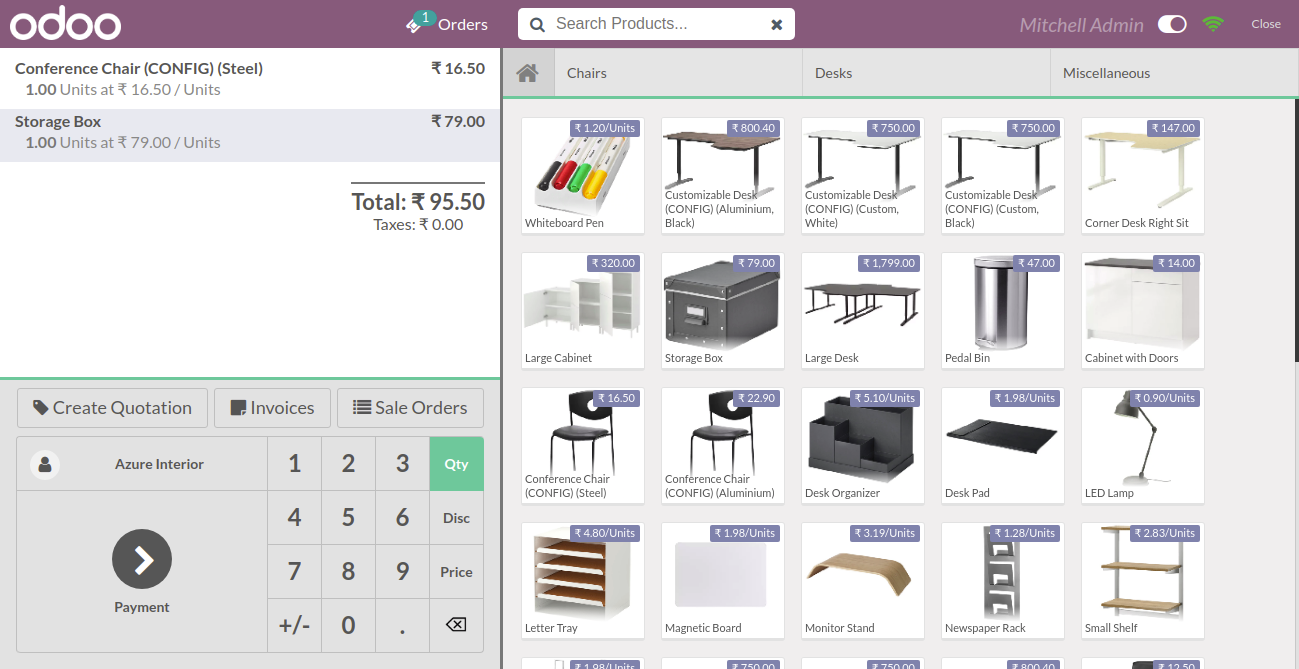 odoo
1
Orders
Search Products...
Mitchell Admin
Close
Conference Chair (CONFIG) (Steel) ₹ 16.50
1.00 Units at ₹ 16.50 / Units
Storage Box ₹ 79.00
1.00 Units at ₹ 79.00 / Units
Total: ₹ 95.50
Taxes: ₹ 0.00
Create Quotation
Invoices
Sale Orders
Azure Interior
Payment
1 2 3 Qty
4 5 6 Disc
7 8 9 Price
+/- 0 .
Chairs
Desks
Miscellaneous
₹ 1.20/Units
Whiteboard Pen
₹ 800.40
Customizable Desk
(CONFIG) (Aluminium,
Black)
₹ 750.00
Customizable Desk
(CONFIG) (Custom,
White)
₹ 750.00
Customizable Desk
(CONFIG) (Custom,
Black)
₹ 147.00
Corner Desk Right Sit
₹ 320.00
Large Cabinet
₹ 79.00
Storage Box
₹ 1,799.00
Large Desk
₹ 47.00
Pedal Bin
₹ 14.00
Cabinet with Doors
₹ 16.50
Conference Chair
(CONFIG) (Steel)
₹ 22.90
Conference Chair
(CONFIG) (Aluminium)
₹ 5.10/Units
Desk Organizer
₹ 1.98/Units
Desk Pad
₹ 0.90/Units
LED Lamp
₹ 4.80/Units
Letter Tray
₹ 1.98/Units
Magnetic Board
₹ 3.19/Units
Monitor Stand
₹ 1.28/Units
Newspaper Rack
₹ 2.83/Units
Small Shelf
₹ 1.98/Units
₹ 750.00
₹ 750.00
₹ 800.40
₹ 12.50